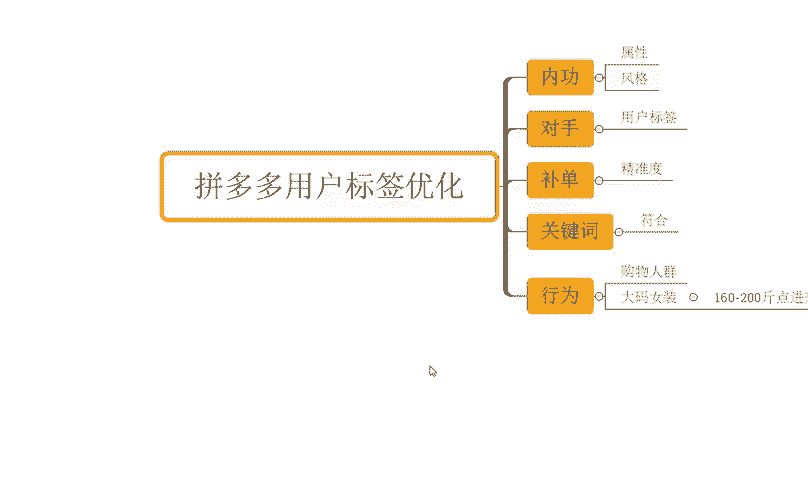 拼多多用户标签优化
内功
属性
风格
对手
用户标签
补单
精准度
关键词
符合
行为
购物人群
大码女装
160-200斤点进